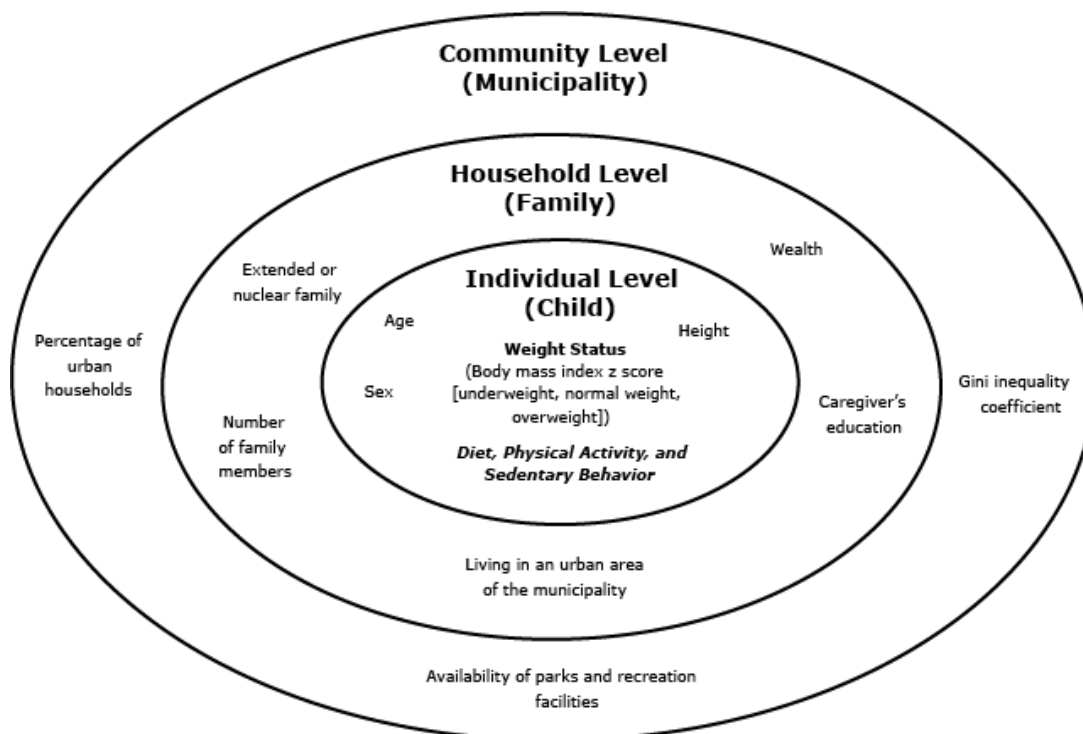 Community Level
(Municipality)
Household Level
(Family)
Wealth
Extended or
nuclear family
Individual Level
(Child)
Age
Height
Percentage of
urban
households
Weight Status
(Body mass index z score
[underweight, normal weight,
overweight])
Sex
Gini inequality
coefficient
Caregiver's
education
Number
of family
members
Diet, Physical Activity, and
Sedentary Behavior
Living in an urban area
of the municipality
Availability of parks and recreation
facilities